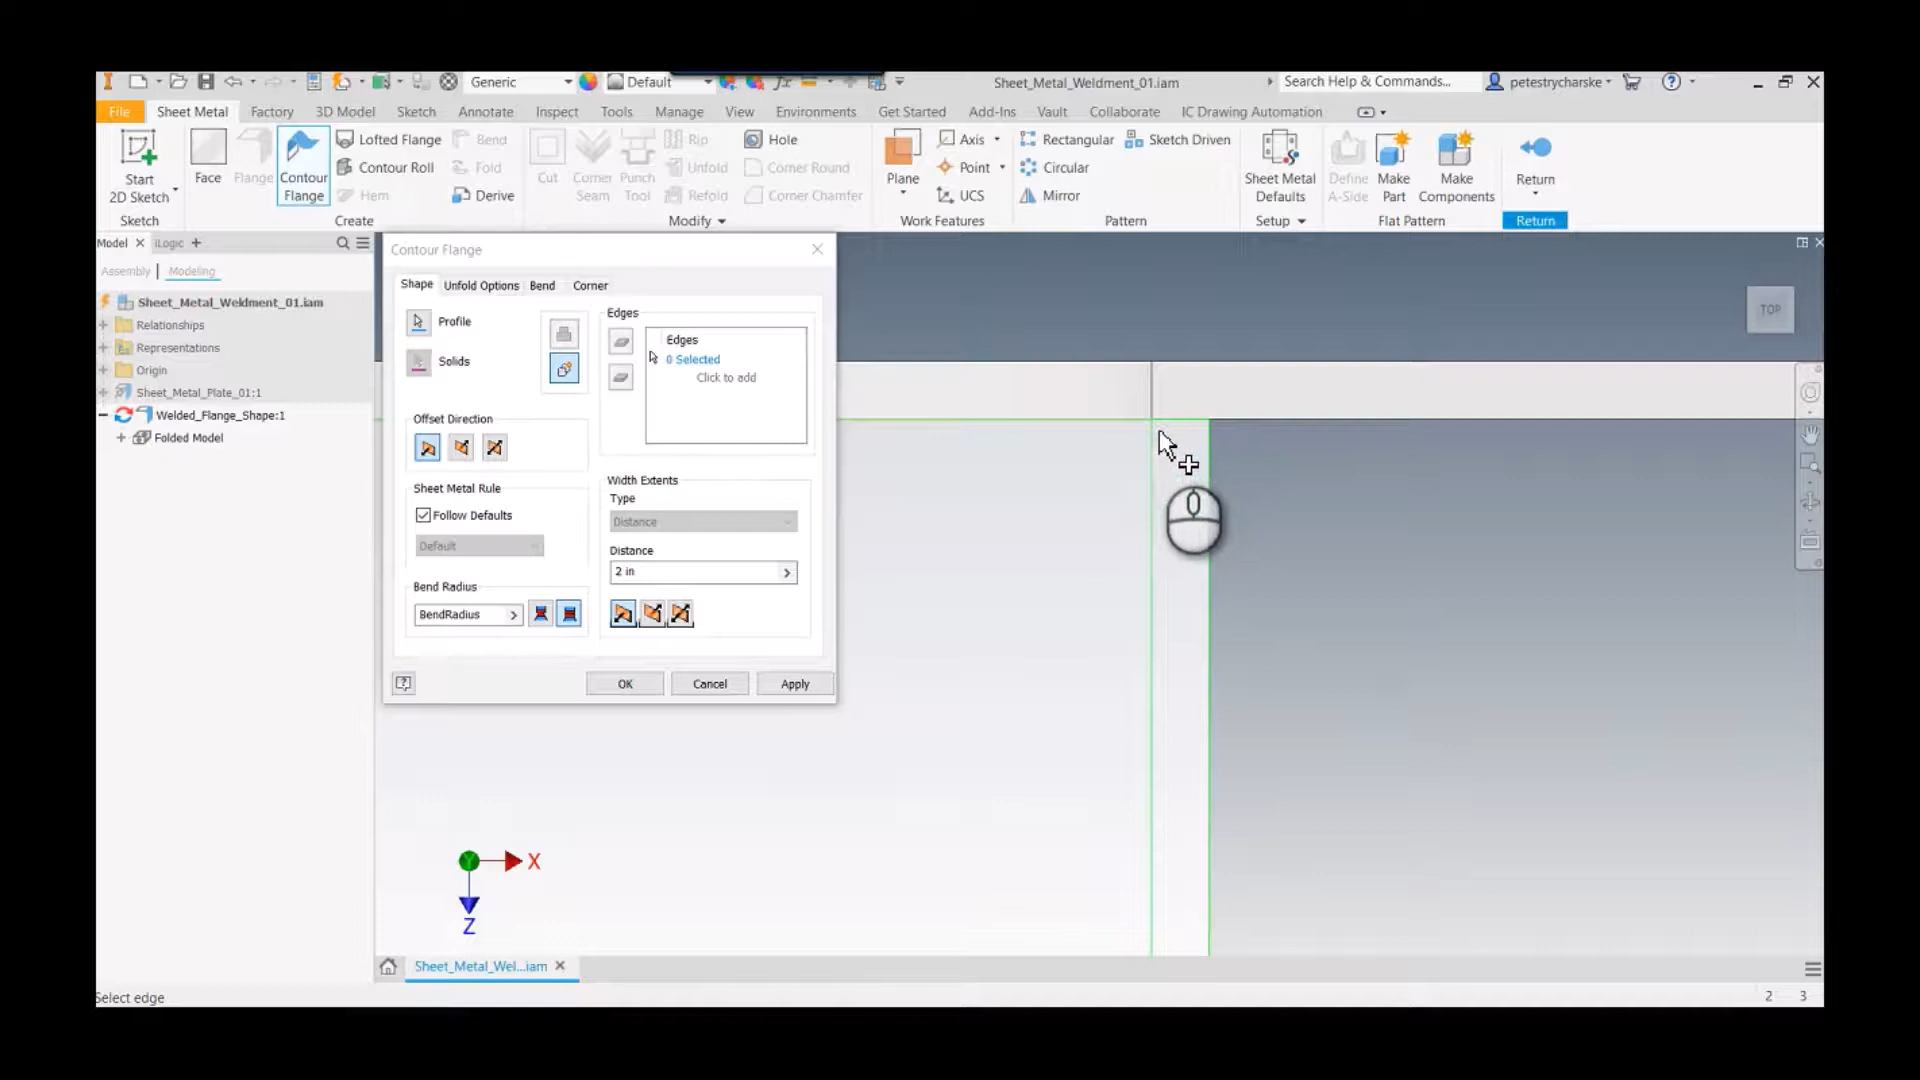 Generic
Default
Sheet_Metal_Weldment_01.iam
Search Help & Commands...
petestrycharske
File
Sheet Metal
Factory
3D Model
Sketch
Annotate
Inspect
Tools
Manage
View
Environments
Get Started
Add-Ins
Vault
Collaborate
IC Drawing Automation
Start
2D Sketch
Sketch
Face
Flange
Contour
Flange
Lofted Flange
Contour Roll
Hem
Bend
Fold
Derive
Create
Cut
Corner
Seam
Punch
Tool
Rip
Unfold
Refold
Hole
Corner Round
Corner Chamfer
Modify
Plane
Axis
Point
UCS
Work Features
Rectangular
Circular
Mirror
Sketch Driven
Pattern
Sheet Metal
Defaults
Setup
Define
A-Side
Make
Part
Make
Components
Flat Pattern
Return
Return
Model
iLogic
Assembly
Modeling
Sheet_Metal_Weldment_01.iam
Relationships
Representations
Origin
Sheet_Metal_Plate_01:1
Welded_Flange_Shape:1
Folded Model
Contour Flange
Shape
Unfold Options
Bend
Corner
Profile
Solids
Offset Direction
Sheet Metal Rule
Follow Defaults
Default
Bend Radius
BendRadius
Edges
Edges
0 Selected
Click to add
Width Extents
Type
Distance
Distance
2 in
OK
Cancel
Apply
TOP
Y
X
Z
Sheet_Metal_Wel...iam
Select edge
2 3